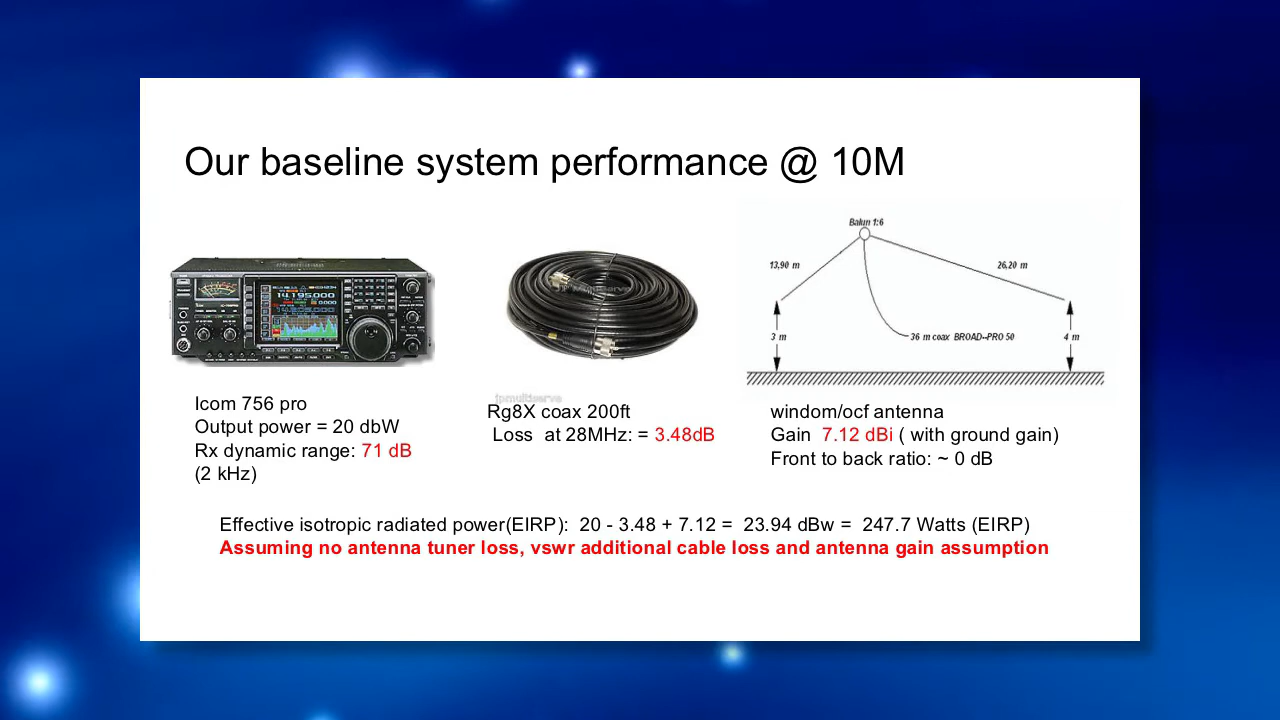 Our baseline system performance @ 10M
Balun 1:6
13,90 m
26,20 m
3 m
36 m coax BROAD-PRO 50
4 m
14.195.000
jpmultiserve
Icom 756 pro
Output power = 20 dbW
Rx dynamic range: 71 dB
(2 kHz)
Rg8X coax 200ft
Loss at 28MHz: = 3.48dB
windom/ocf antenna
Gain 7.12 dBi ( with ground gain)
Front to back ratio: ~ 0 dB
Effective isotropic radiated power(EIRP): 20 - 3.48 + 7.12 = 23.94 dBw = 247.7 Watts (EIRP)
Assuming no antenna tuner loss, vswr additional cable loss and antenna gain assumption